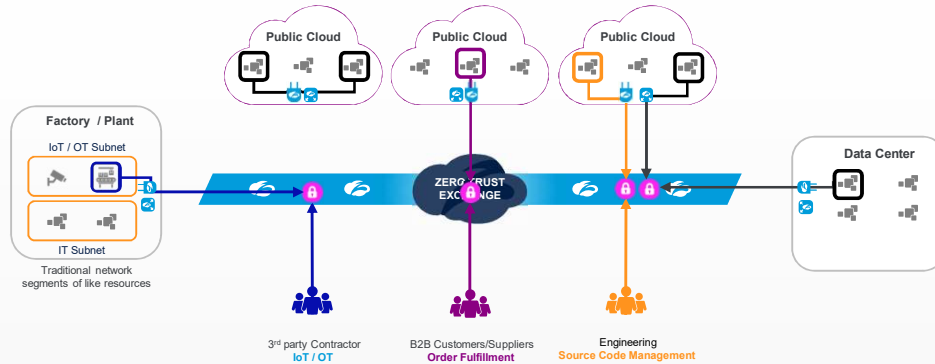 Public Cloud
Public Cloud
Public Cloud
Factory / Plant
IoT / OT Subnet
IT Subnet
Traditional network
segments of like resources
ZERO TRUST
EXCHANGE
Data Center
3rd party Contractor
IoT / OT
B2B Customers/Suppliers
Order Fulfillment
Engineering
Source Code Management